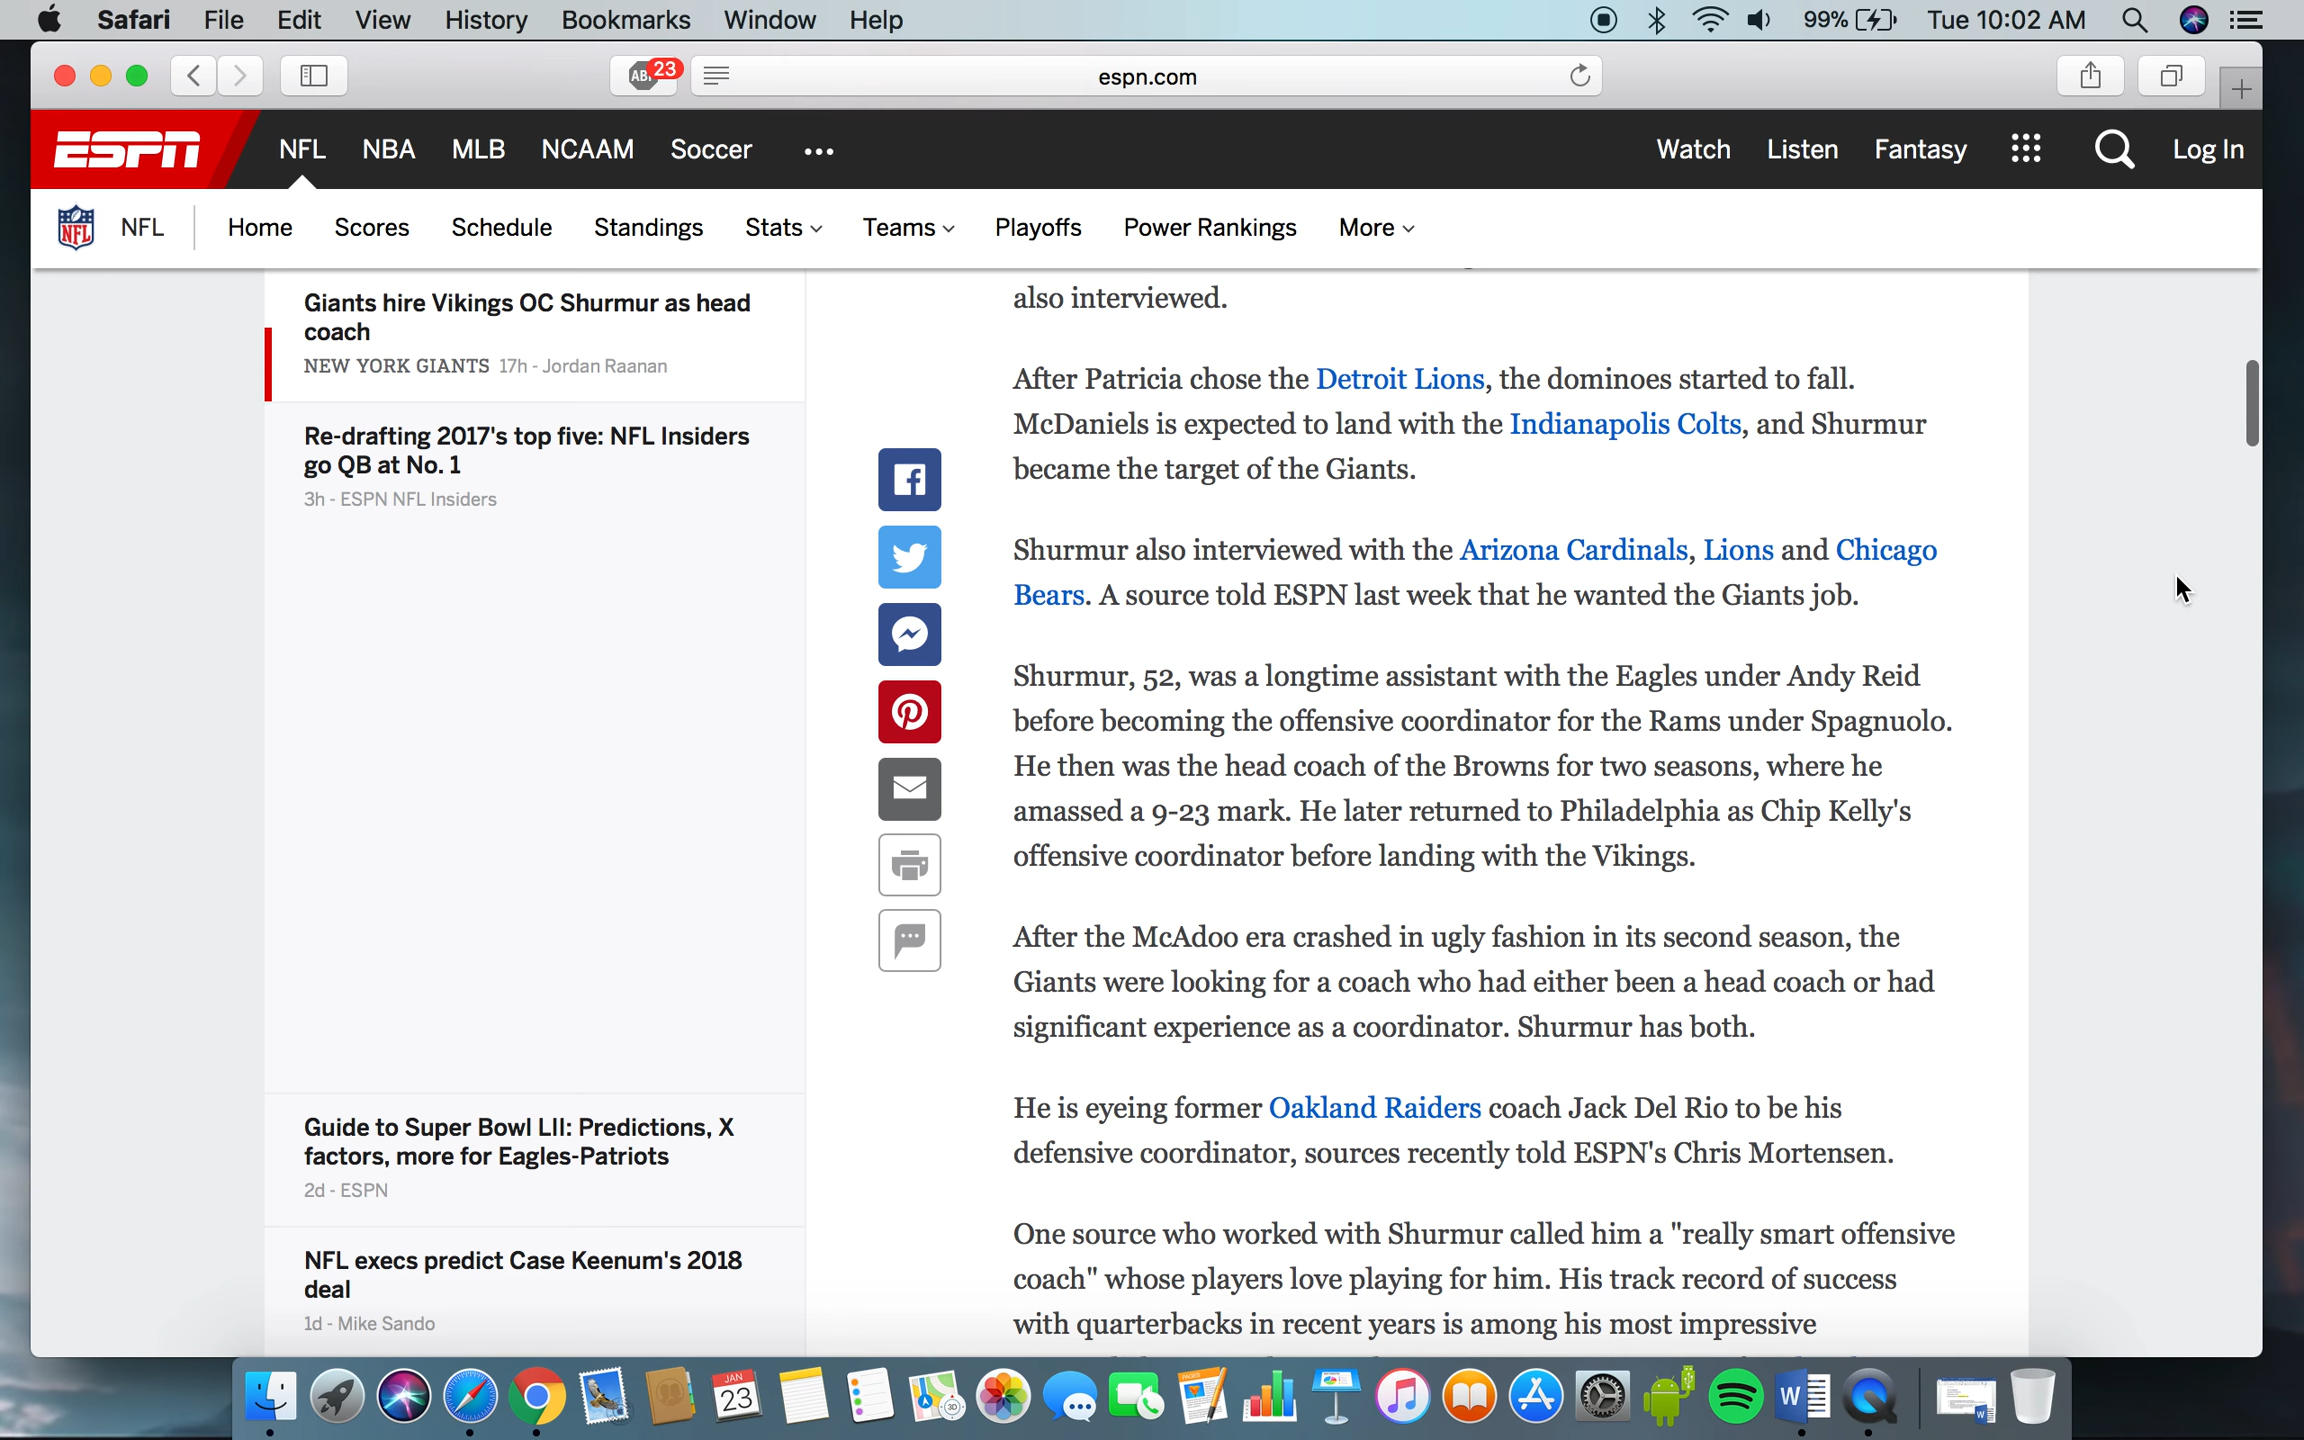 Safari File Edit View History Bookmarks Window Help 99% Tue 10:02 AM
ABP 23 espn.com
ESPN NFL NBA MLB NCAAM Soccer Watch Listen Fantasy Log In
NFL NFL Home Scores Schedule Standings Stats Teams Playoffs Power Rankings More
Giants hire Vikings OC Shurmur as head
coach
NEW YORK GIANTS 17h - Jordan Raanan
Re-drafting 2017's top five: NFL Insiders
go QB at No. 1
3h - ESPN NFL Insiders
Guide to Super Bowl LII: Predictions, X
factors, more for Eagles-Patriots
2d - ESPN
NFL execs predict Case Keenum's 2018
deal
1d - Mike Sando
also interviewed.
After Patricia chose the Detroit Lions, the dominoes started to fall.
McDaniels is expected to land with the Indianapolis Colts, and Shurmur
became the target of the Giants.
Shurmur also interviewed with the Arizona Cardinals, Lions and Chicago
Bears. A source told ESPN last week that he wanted the Giants job.
Shurmur, 52, was a longtime assistant with the Eagles under Andy Reid
before becoming the offensive coordinator for the Rams under Spagnuolo.
He then was the head coach of the Browns for two seasons, where he
amassed a 9-23 mark. He later returned to Philadelphia as Chip Kelly's
offensive coordinator before landing with the Vikings.
After the McAdoo era crashed in ugly fashion in its second season, the
Giants were looking for a coach who had either been a head coach or had
significant experience as a coordinator. Shurmur has both.
He is eyeing former Oakland Raiders coach Jack Del Rio to be his
defensive coordinator, sources recently told ESPN's Chris Mortensen.
One source who worked with Shurmur called him a "really smart offensive
coach" whose players love playing for him. His track record of success
with quarterbacks in recent years is among his most impressive
JAN
23
3D
PAGES
W
W